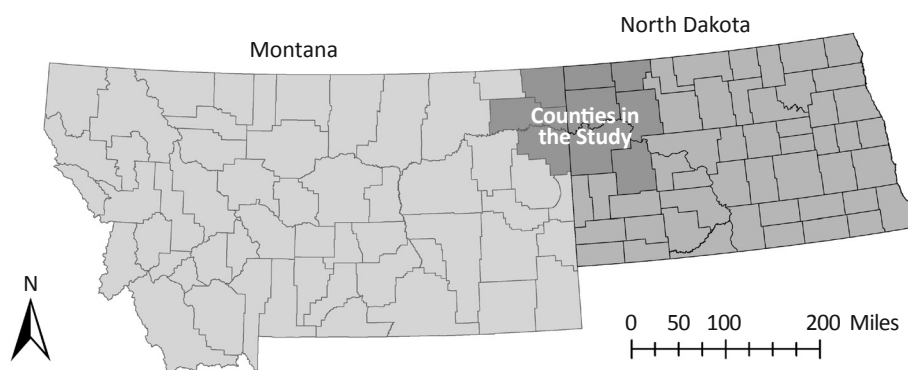 North Dakota
Montana
Counties in
the Study
N
0 50 100 200 Miles